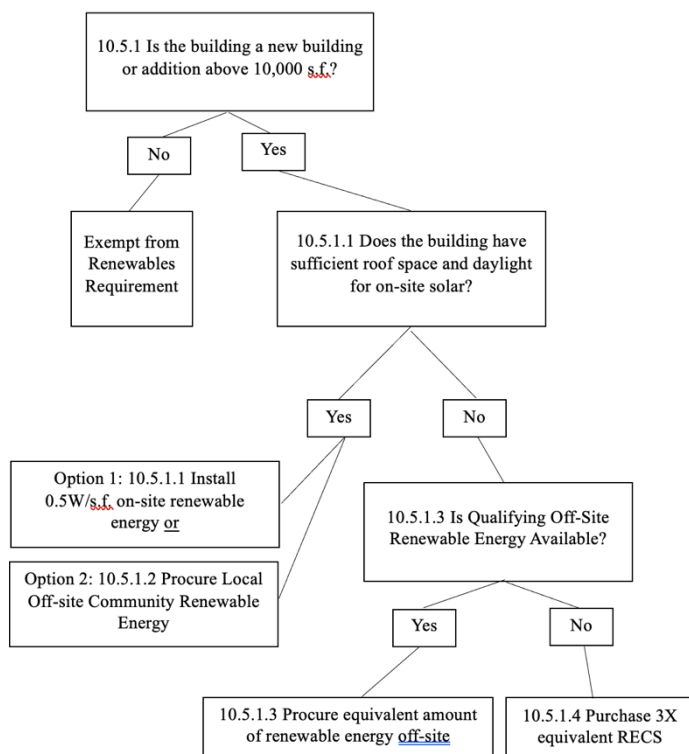 10.5.1 Is the building a new building
or addition above 10,000 s.f.?
No
Yes
Exempt from
Renewables
Requirement
10.5.1.1 Does the building have
sufficient roof space and daylight
for on-site solar?
Yes
No
Option 1: 10.5.1.1 Install
0.5W/s.f. on-site renewable
energy or
Option 2: 10.5.1.2 Procure Local
Off-site Community Renewable
Energy
10.5.1.3 Is Qualifying Off-Site
Renewable Energy Available?
Yes
No
10.5.1.3 Procure equivalent amount
of renewable energy off-site
10.5.1.4 Purchase 3X
equivalent RECS